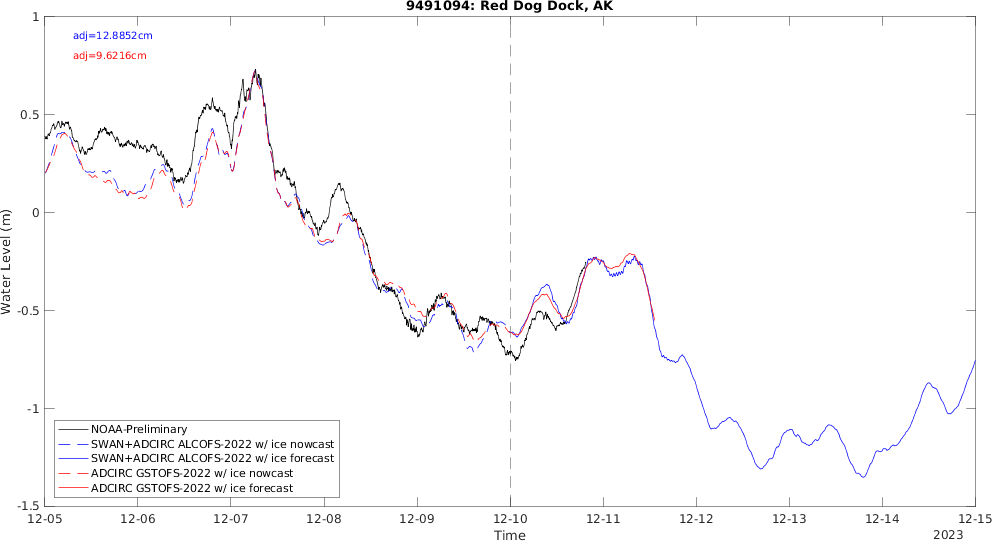 9491094: Red Dog Dock, AK
adj=12.8852cm
adj=9.6216cm
1
0.5
0
-0.5
-1
-1.5
Water Level (m)
NOAA-Preliminary
SWAN+ADCIRC ALCOFS-2022 w/ ice nowcast
SWAN+ADCIRC ALCOFS-2022 w/ ice forecast
ADCIRC GSTOFS-2022 w/ ice nowcast
ADCIRC GSTOFS-2022 w/ ice forecast
12-05 12-06 12-07 12-08 12-09 12-10 12-11 12-12 12-13 12-14 12-15
Time
2023